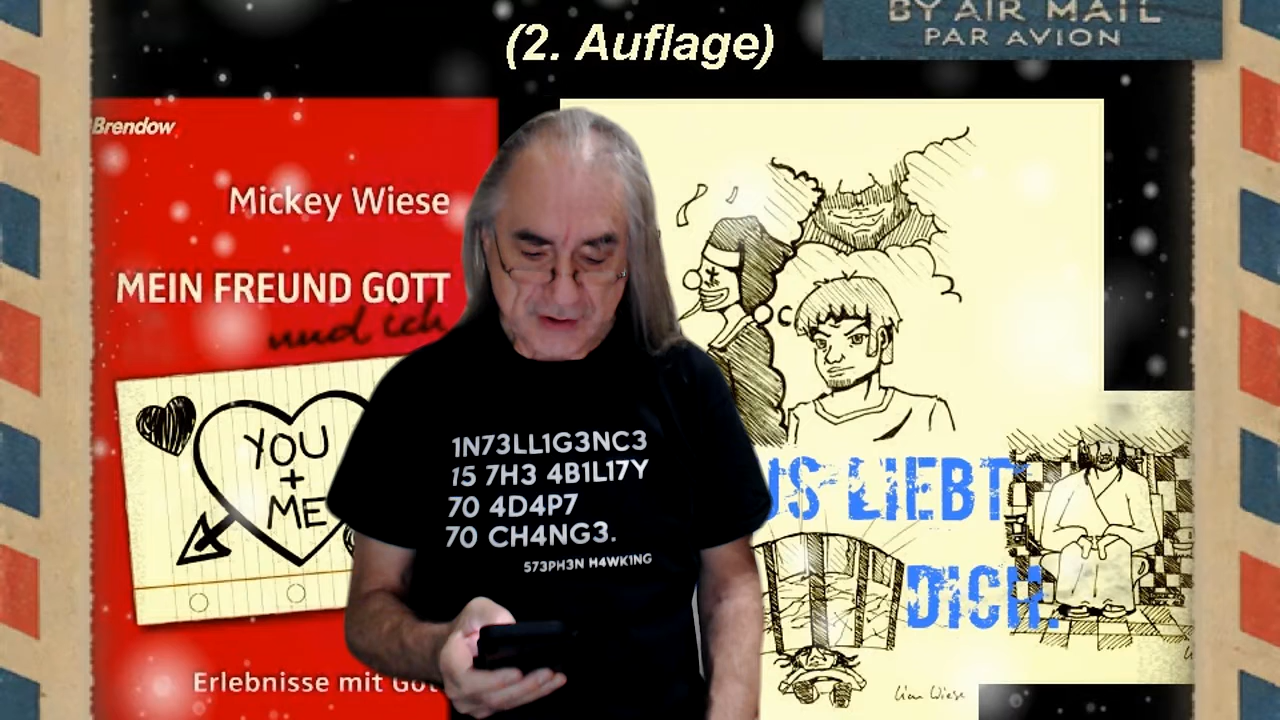 (2. Auflage)
BY AIR MAIL
PAR AVION
Brendow
Mickey Wiese
MEIN FREUND GOTT
und ich
YOU
+
ME
Erlebnisse mit
1N73LL1G3NC3
15 7H3 4B1L17Y
70 4D4P7
70 CH4NG3.
573PH3N H4WK1NG
US LiEBT
DiCH.
Lian Wiese